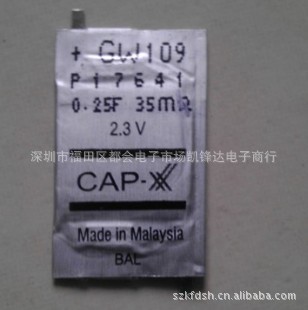 + GW109
P17641
0.25F 35mΩ
2.3 V
深圳市福田区都会电子市场凯锋达电子商行
CAP-XX
Made in Malaysia
BAL
szkfdsh.cn.alibaba.com